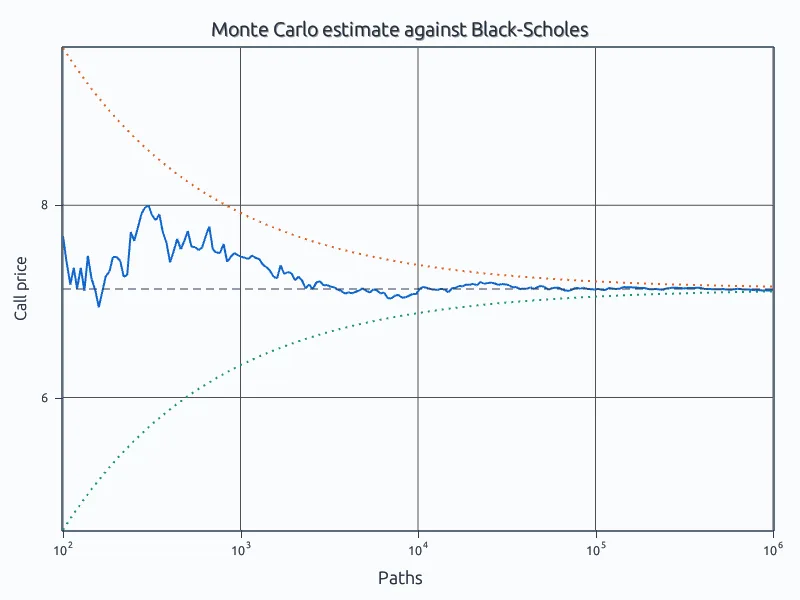 Monte Carlo estimate against Black-Scholes
8
6
Call price
10²
10³
10⁴
10⁵
10⁶
Paths